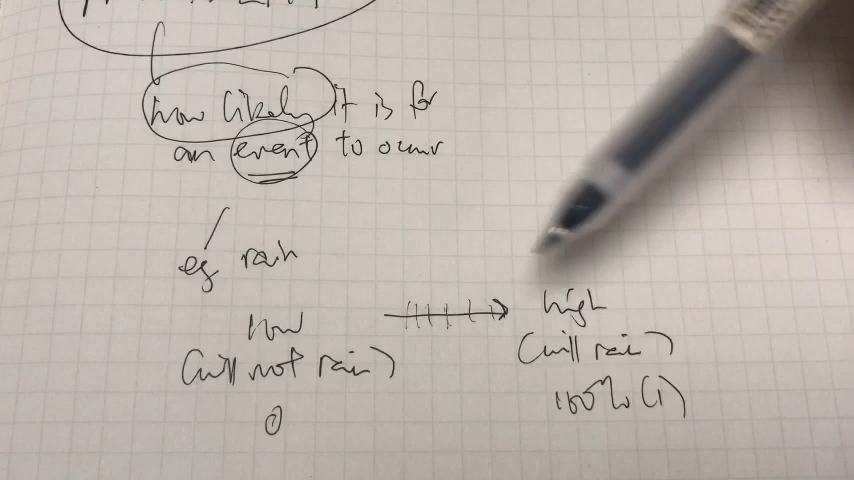 how likely it is for
an event to occur
eg rain
low
high
(will not rain)
(will rain)
0
100% (1)